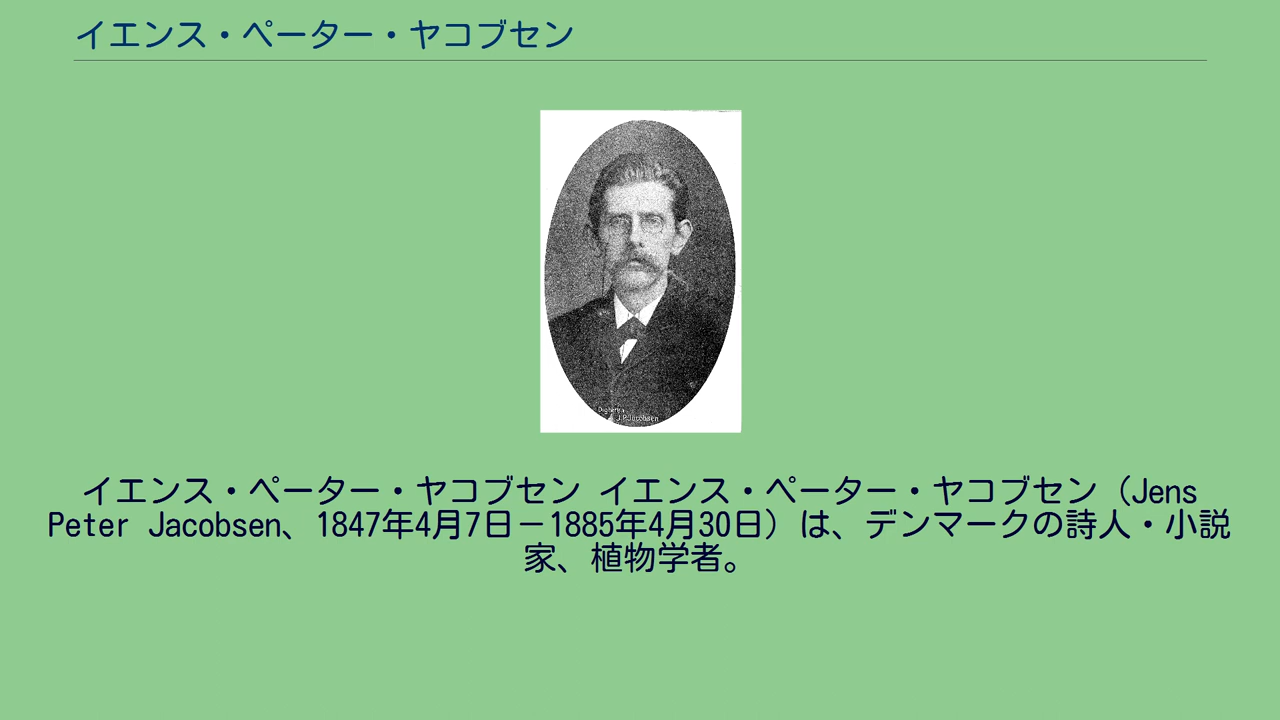 イエンス・ペーター・ヤコブセン
J.P.Jacobsen
イエンス・ペーター・ヤコブセン イエンス・ペーター・ヤコブセン（Jens
Peter Jacobsen、1847年4月7日－1885年4月30日）は、デンマークの詩人・小説
家、植物学者。